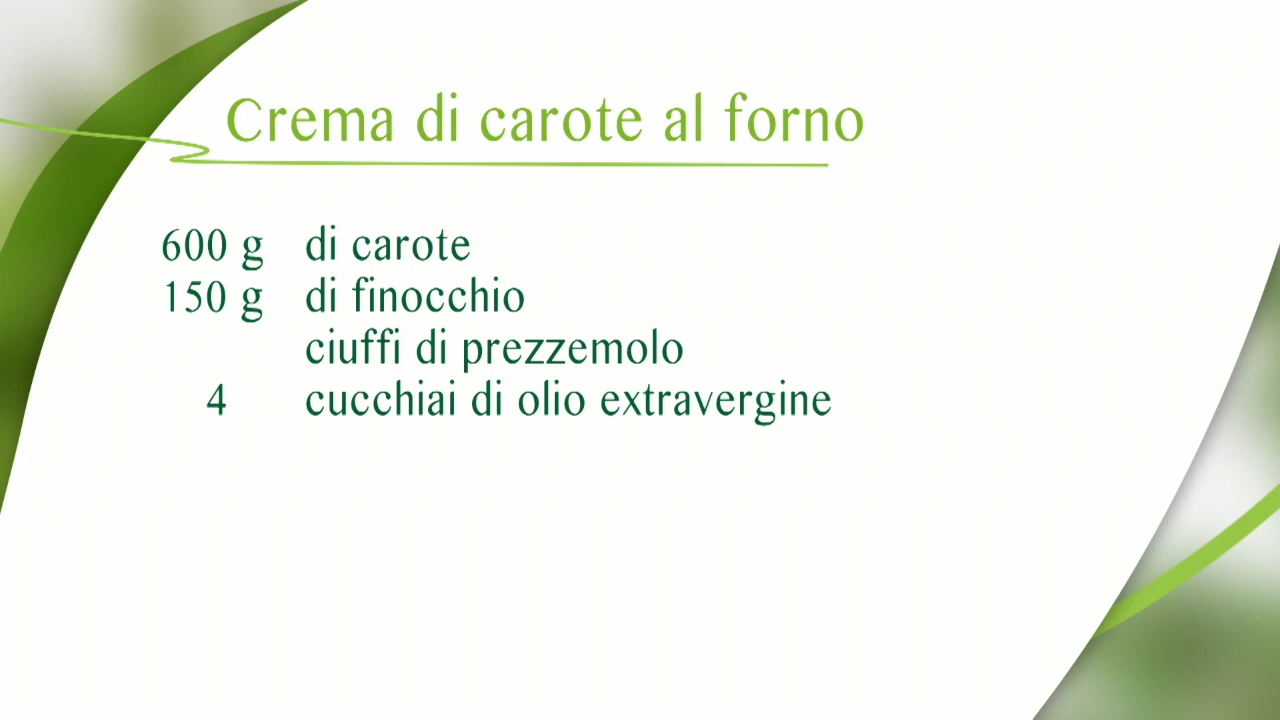 Crema di carote al forno
600 g di carote
150 g di finocchio
ciuffi di prezzemolo
4 cucchiai di olio extravergine